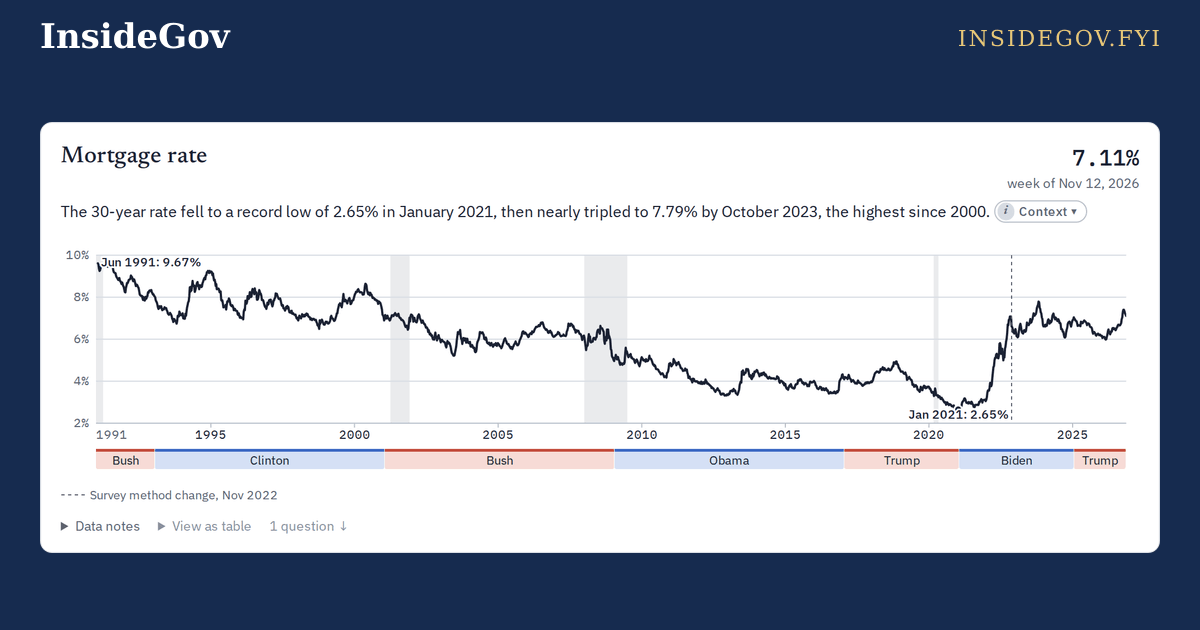 InsideGov
INSIDEGOV.FYI
Mortgage rate
7.11%
week of Nov 12, 2026
The 30-year rate fell to a record low of 2.65% in January 2021, then nearly tripled to 7.79% by October 2023, the highest since 2000.
i Context ▾
10%
8%
6%
4%
2%
Jun 1991: 9.67%
Jan 2021: 2.65%
1991 1995 2000 2005 2010 2015 2020 2025
Bush Clinton Bush Obama Trump Biden Trump
Survey method change, Nov 2022
▶ Data notes ▶ View as table 1 question ↓